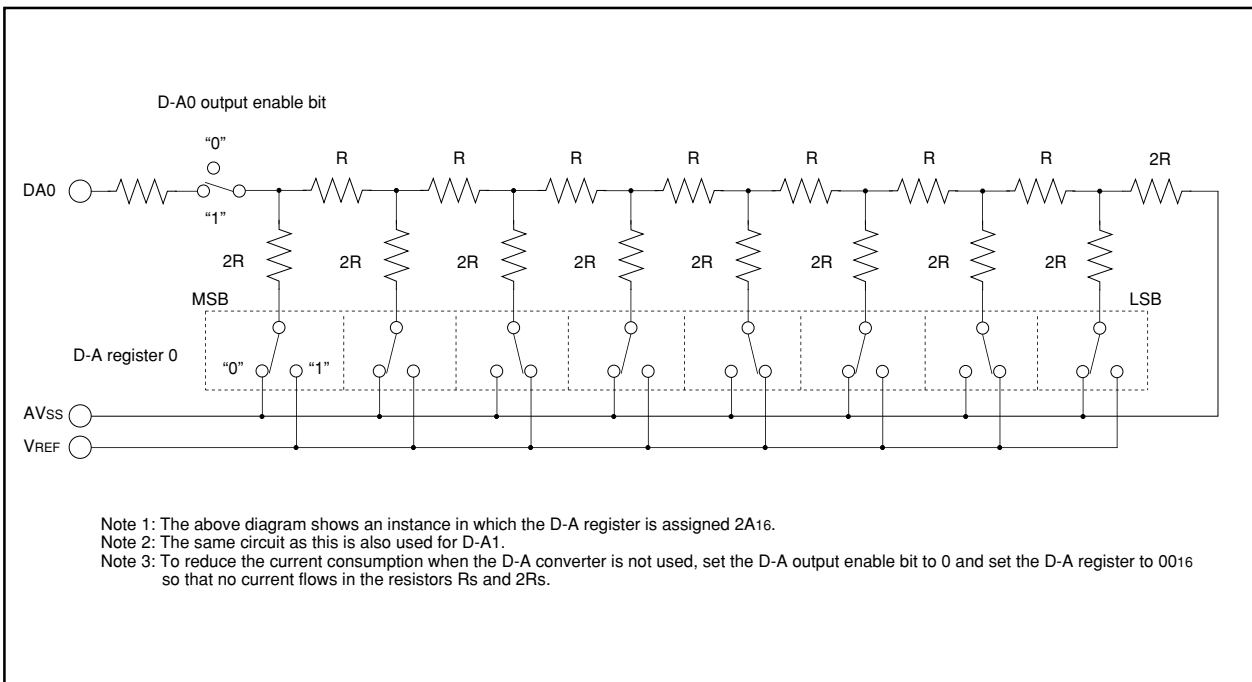 D-A0 output enable bit
“0”
R R R R R R R 2R
DA0
“1”
2R 2R 2R 2R 2R 2R 2R 2R
MSB LSB
D-A register 0
“0” “1”
AVSS
VREF
Note 1: The above diagram shows an instance in which the D-A register is assigned 2A16.
Note 2: The same circuit as this is also used for D-A1.
Note 3: To reduce the current consumption when the D-A converter is not used, set the D-A output enable bit to 0 and set the D-A register to 0016
so that no current flows in the resistors Rs and 2Rs.